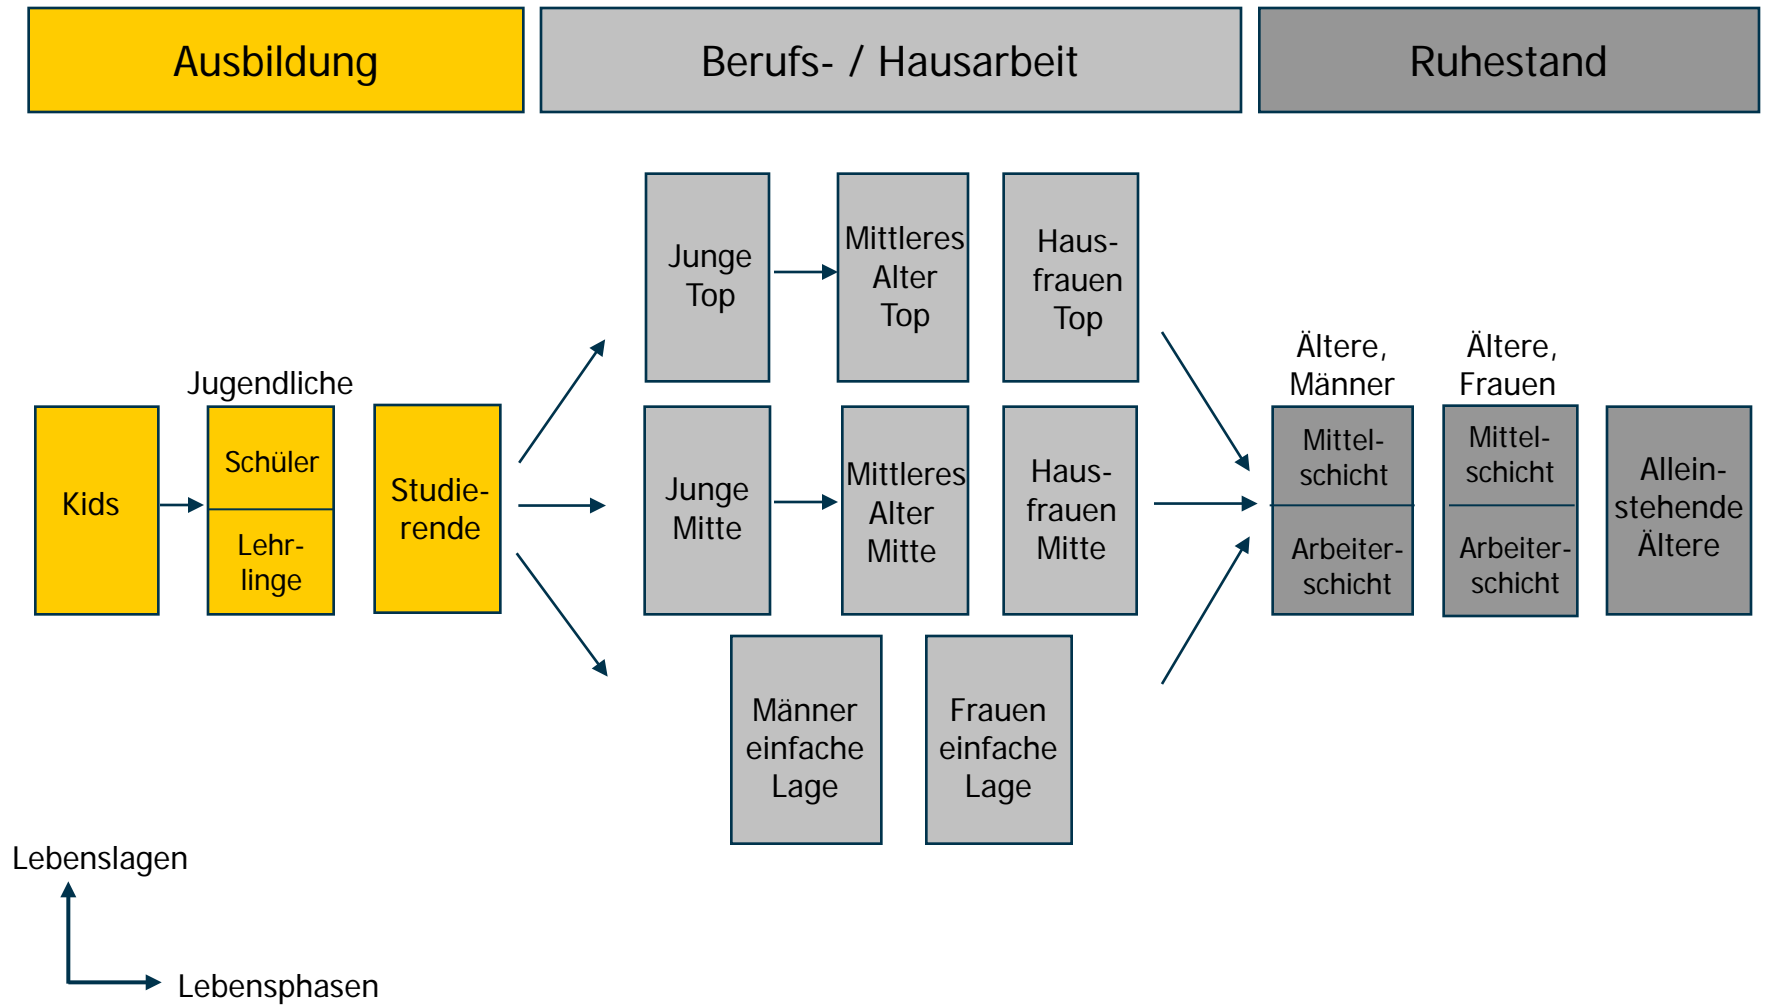 Ausbildung
Berufs- / Hausarbeit
Ruhestand
Kids
Jugendliche
Schüler
Lehr-
linge
Studie-
rende
Junge
Top
Mittleres
Alter
Top
Haus-
frauen
Top
Junge
Mitte
Mittleres
Alter
Mitte
Haus-
frauen
Mitte
Männer
einfache
Lage
Frauen
einfache
Lage
Ältere,
Männer
Mittel-
schicht
Arbeiter-
schicht
Ältere,
Frauen
Mittel-
schicht
Arbeiter-
schicht
Allein-
stehende
Ältere
Lebenslagen
Lebensphasen